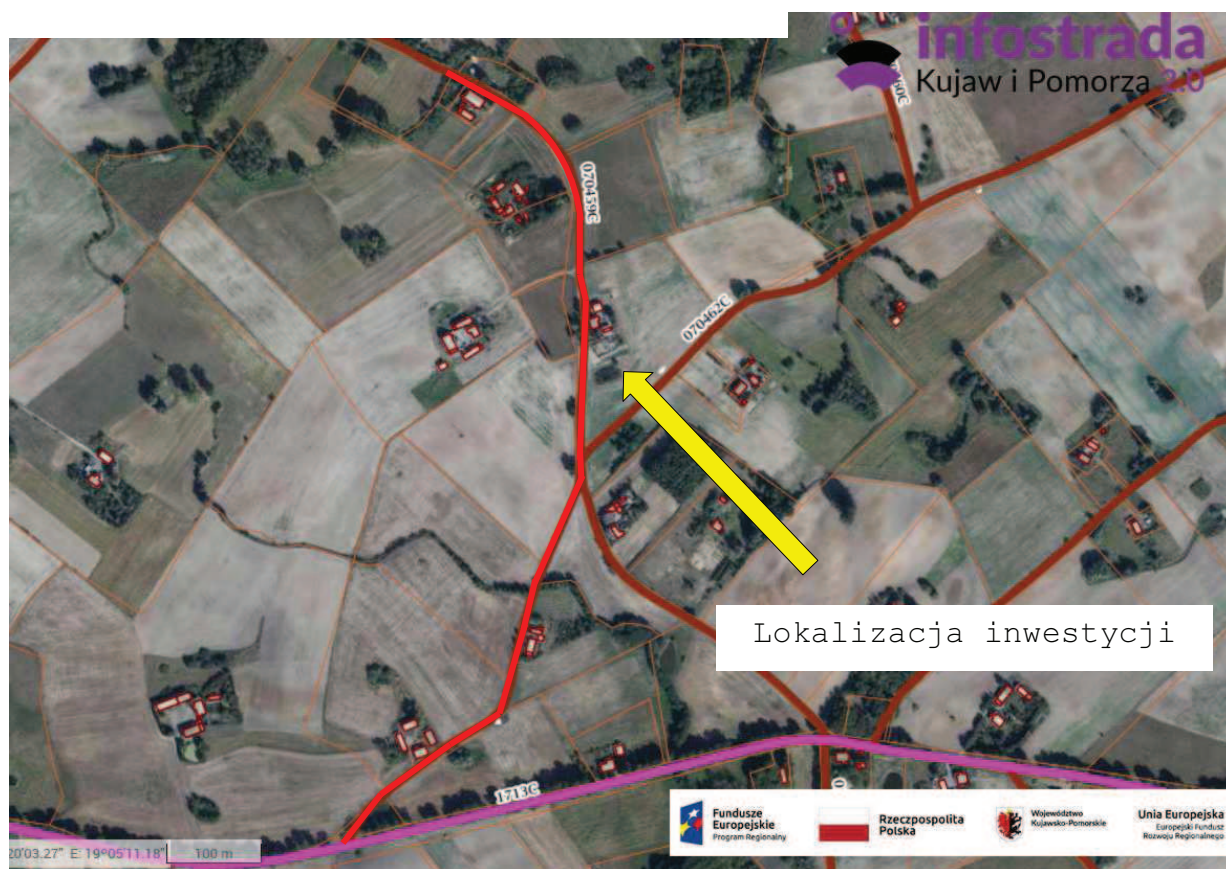 infostrada
Kujaw i Pomorza 2.0
070459C
070462C
Lokalizacja inwestycji
1713C
Fundusze
Europejskie
Program Regionalny
Rzeczpospolita
Polska
Województwo
Kujawsko-Pomorskie
Unia Europejska
Europejski Fundusz
Rozwoju Regionalnego
20'03.27" E: 19°05'11.18"
100 m